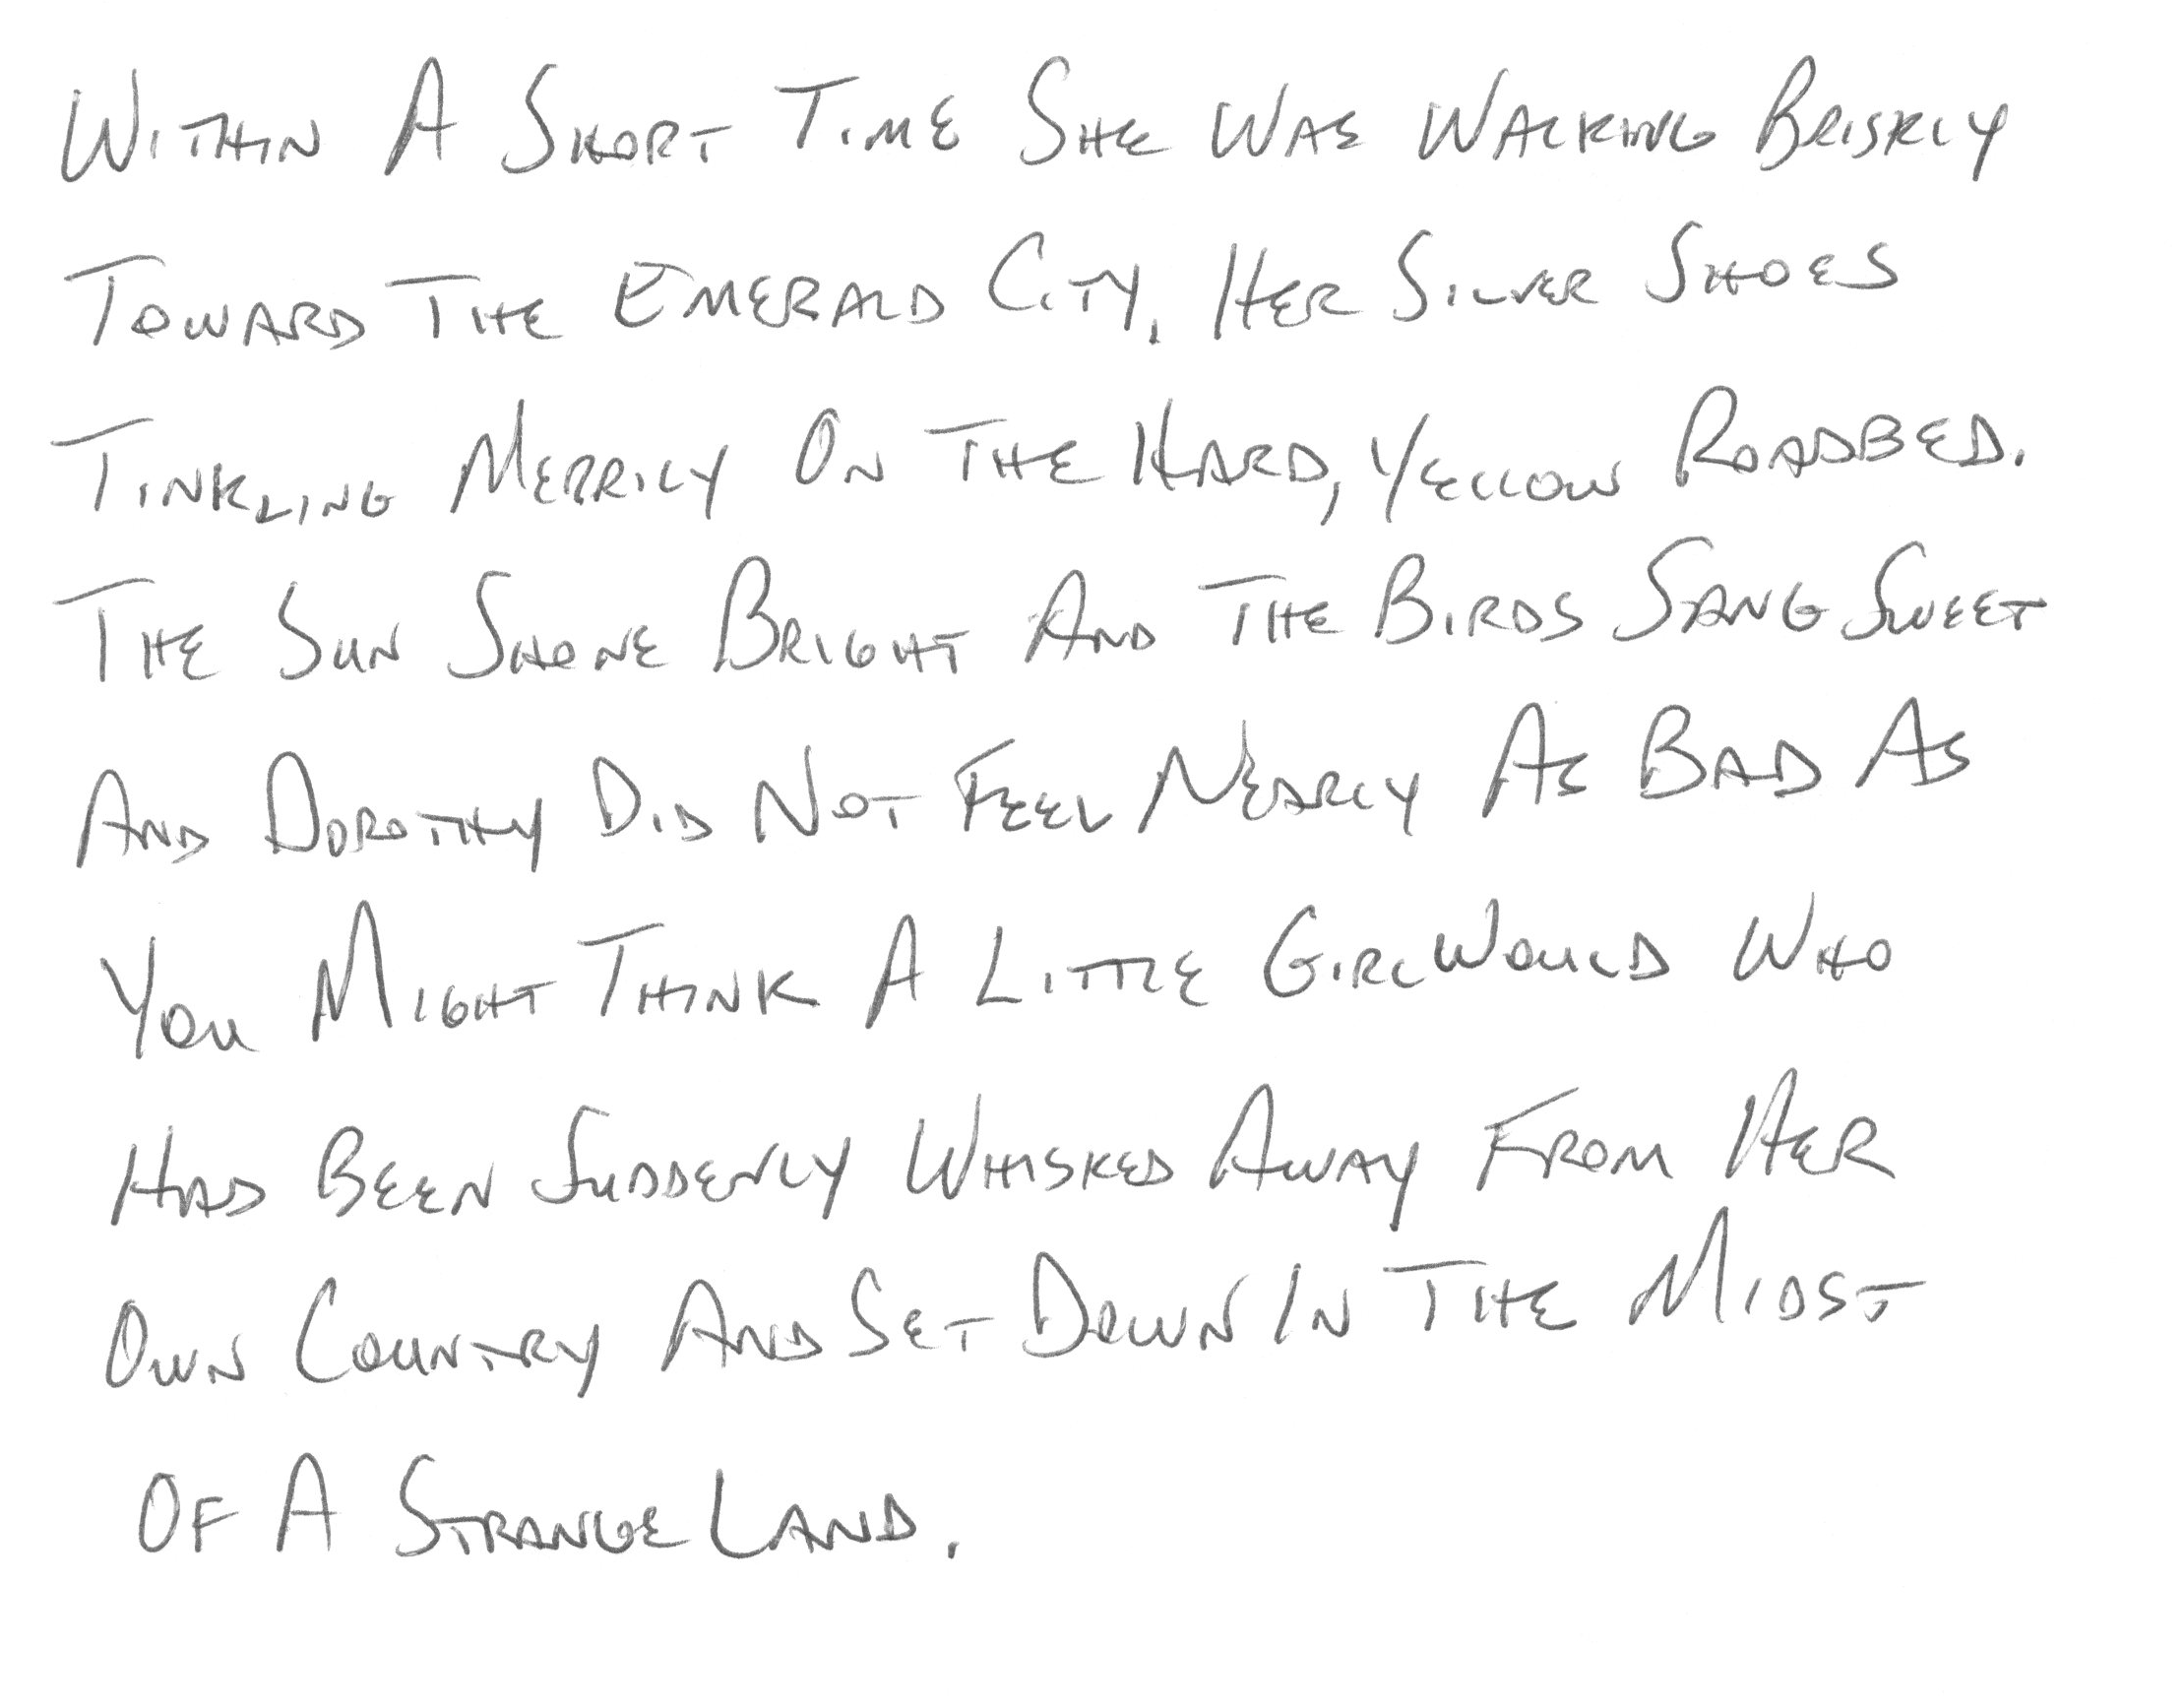 Within A Short Time She Was Walking Briskly
Toward The Emerald City, Her Silver Shoes
Tinkling Merrily On The Hard, Yellow Roadbed.
The Sun Shone Bright And The Birds Sang Sweet
And Dorothy Did Not Feel Nearly As Bad As
You Might Think A Little Girl Would Who
Had Been Suddenly Whisked Away From Her
Own Country And Set Down In The Midst
Of A Strange Land.